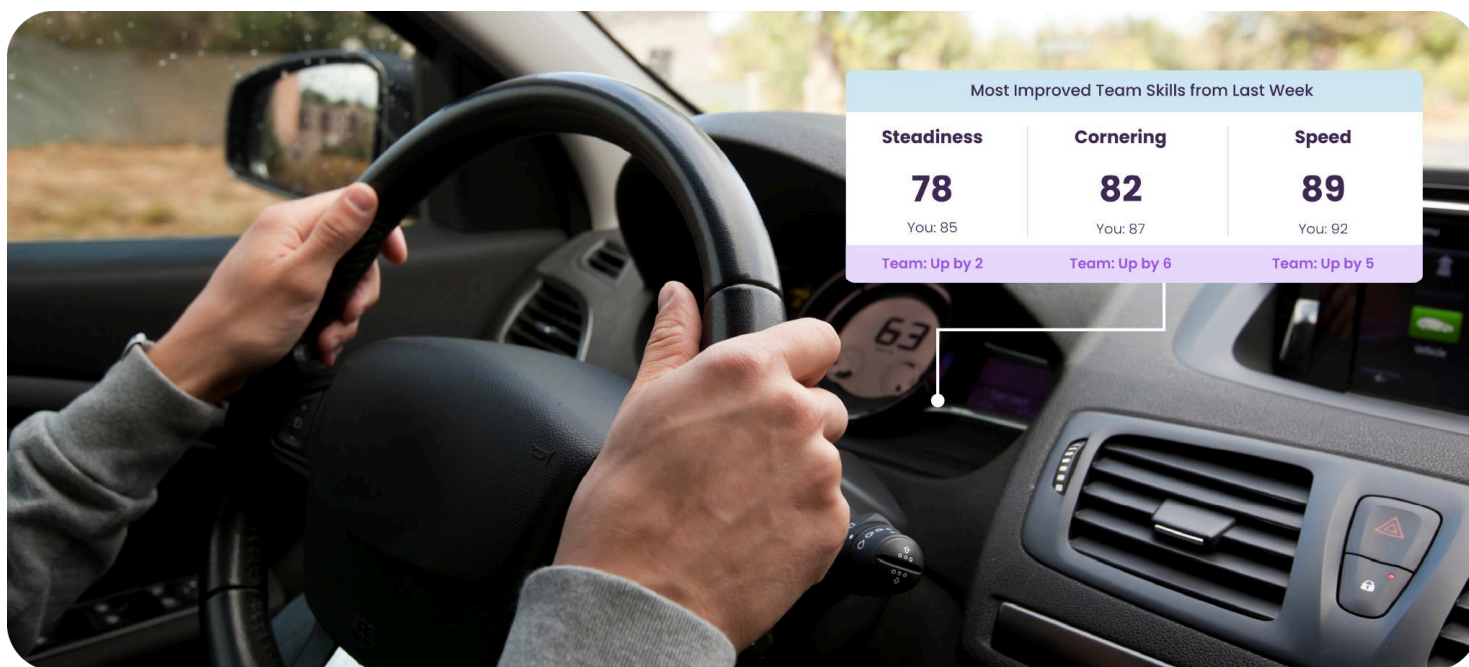 Most Improved Team Skills from Last Week
Steadiness Cornering Speed
78 82 89
You: 85 You: 87 You: 92
Team: Up by 2 Team: Up by 6 Team: Up by 5
63
Vehicle